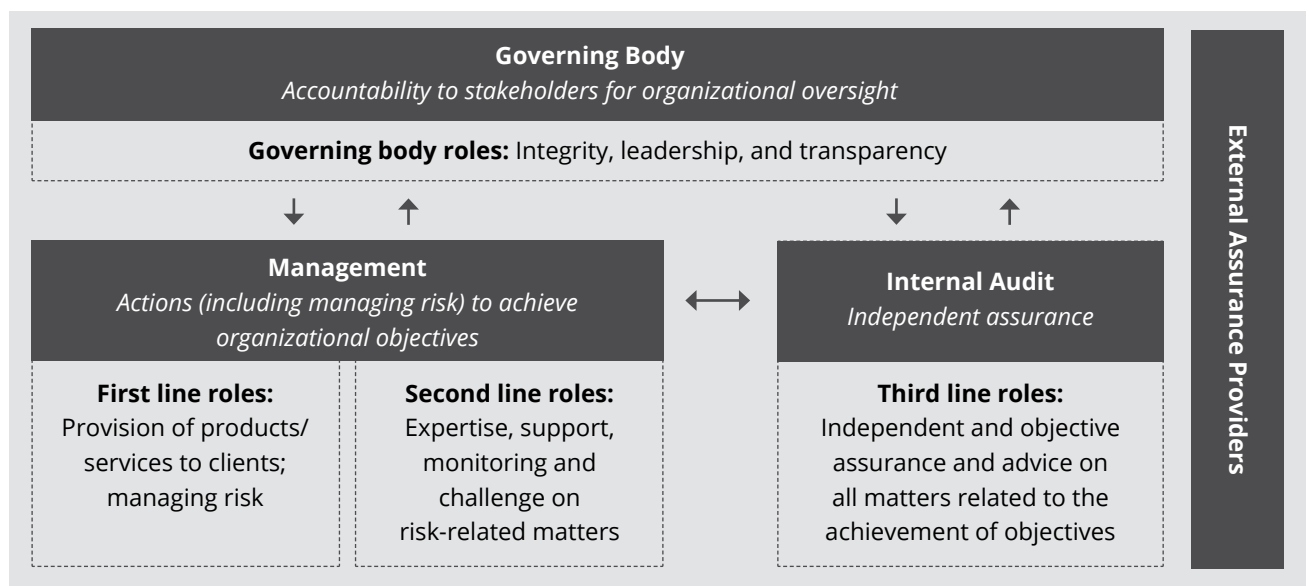 Governing Body
Accountability to stakeholders for organizational oversight
Governing body roles: Integrity, leadership, and transparency
Management
Actions (including managing risk) to achieve
organizational objectives
Internal Audit
Independent assurance
First line roles:
Provision of products/
services to clients;
managing risk
Second line roles:
Expertise, support,
monitoring and
challenge on
risk-related matters
Third line roles:
Independent and objective
assurance and advice on
all matters related to the
achievement of objectives
External Assurance Providers